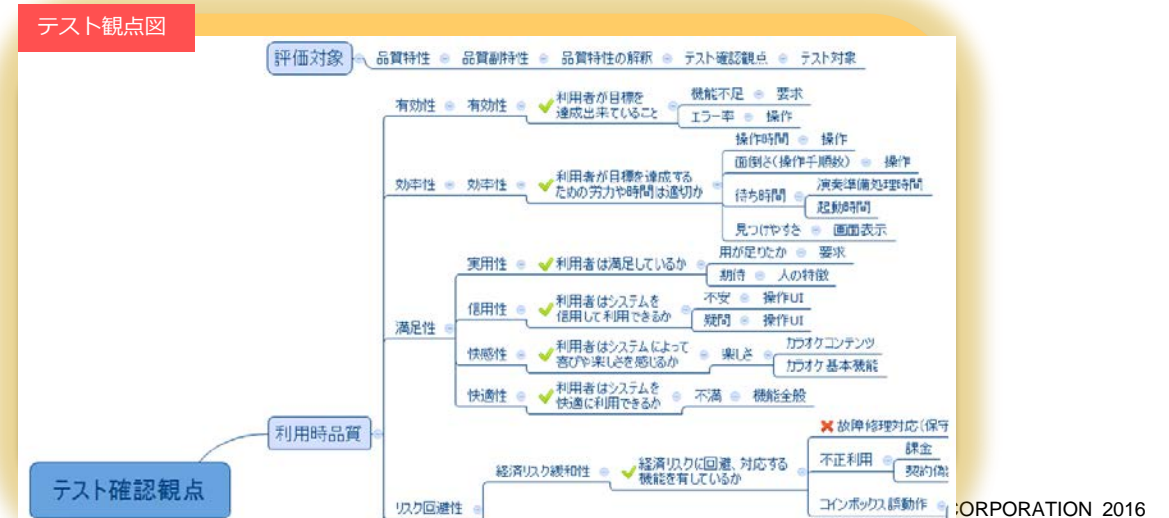 テスト観点図
評価対象 品質特性 品質副特性 品質特性の解釈 テスト確認観点 テスト対象
有効性 有効性 利用者が目標を
達成出来ていること
機能不足 要求
エラー率 操作
効率性 効率性 利用者が目標を達成する
ための労力や時間は適切か
操作時間 操作
面倒さ(操作手順数) 操作
待ち時間 演奏準備処理時間
起動時間
見つけやすさ 画面表示
満足性
実用性 利用者は満足しているか
用が足りたか 要求
期待 人の特徴
信用性 利用者はシステムを
信用して利用できるか
不安 操作UI
疑問 操作UI
快感性 利用者はシステムによって
喜びや楽しさを感じるか
楽しさ カラオケコンテンツ
カラオケ基本機能
快適性 利用者はシステムを
快適に利用できるか
不満 機能全般
利用時品質
テスト確認観点
リスク回避性
経済リスク緩和性 経済リスクに回避、対応する
機能を有しているか
故障修理対応(保守
不正利用 課金
契約偽
コインボックス誤動作
CORPORATION 2016